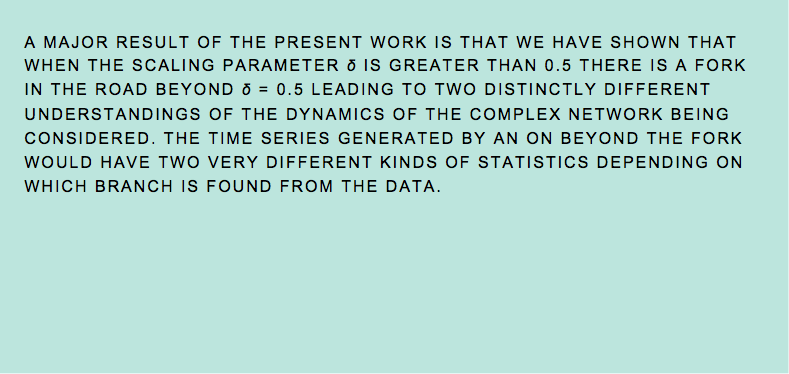 A MAJOR RESULT OF THE PRESENT WORK IS THAT WE HAVE SHOWN THAT
WHEN THE SCALING PARAMETER δ IS GREATER THAN 0.5 THERE IS A FORK
IN THE ROAD BEYOND δ = 0.5 LEADING TO TWO DISTINCTLY DIFFERENT
UNDERSTANDINGS OF THE DYNAMICS OF THE COMPLEX NETWORK BEING
CONSIDERED. THE TIME SERIES GENERATED BY AN ON BEYOND THE FORK
WOULD HAVE TWO VERY DIFFERENT KINDS OF STATISTICS DEPENDING ON
WHICH BRANCH IS FOUND FROM THE DATA.